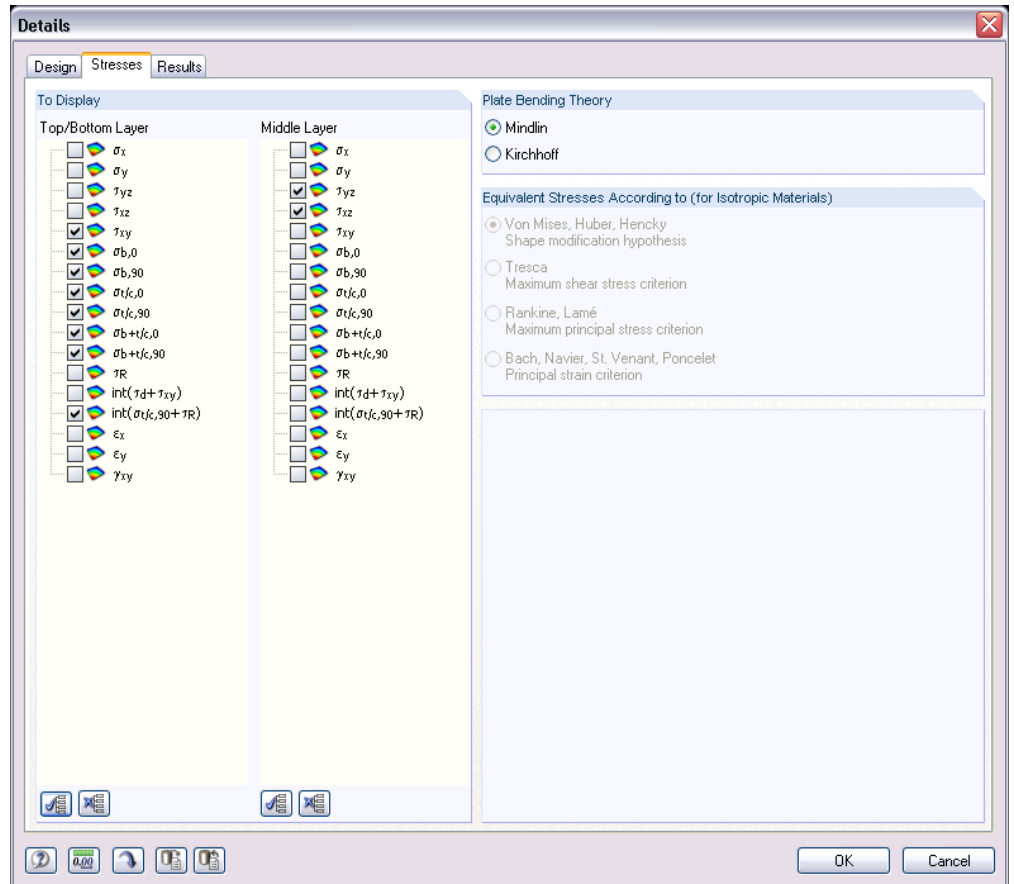 Details
Design Stresses Results
To Display
Top/Bottom Layer
σx
σy
τyz
τxz
τxy
σb,0
σb,90
σt/c,0
σt/c,90
σb+t/c,0
σb+t/c,90
τR
int(τd+τxy)
int(σt/c,90+τR)
εx
εy
γxy
Middle Layer
σx
σy
τyz
τxz
τxy
σb,0
σb,90
σt/c,0
σt/c,90
σb+t/c,0
σb+t/c,90
τR
int(τd+τxy)
int(σt/c,90+τR)
εx
εy
γxy
Plate Bending Theory
Mindlin
Kirchhoff
Equivalent Stresses According to (for Isotropic Materials)
Von Mises, Huber, Hencky
Shape modification hypothesis
Tresca
Maximum shear stress criterion
Rankine, Lamé
Maximum principal stress criterion
Bach, Navier, St. Venant, Poncelet
Principal strain criterion
0.00
OK Cancel